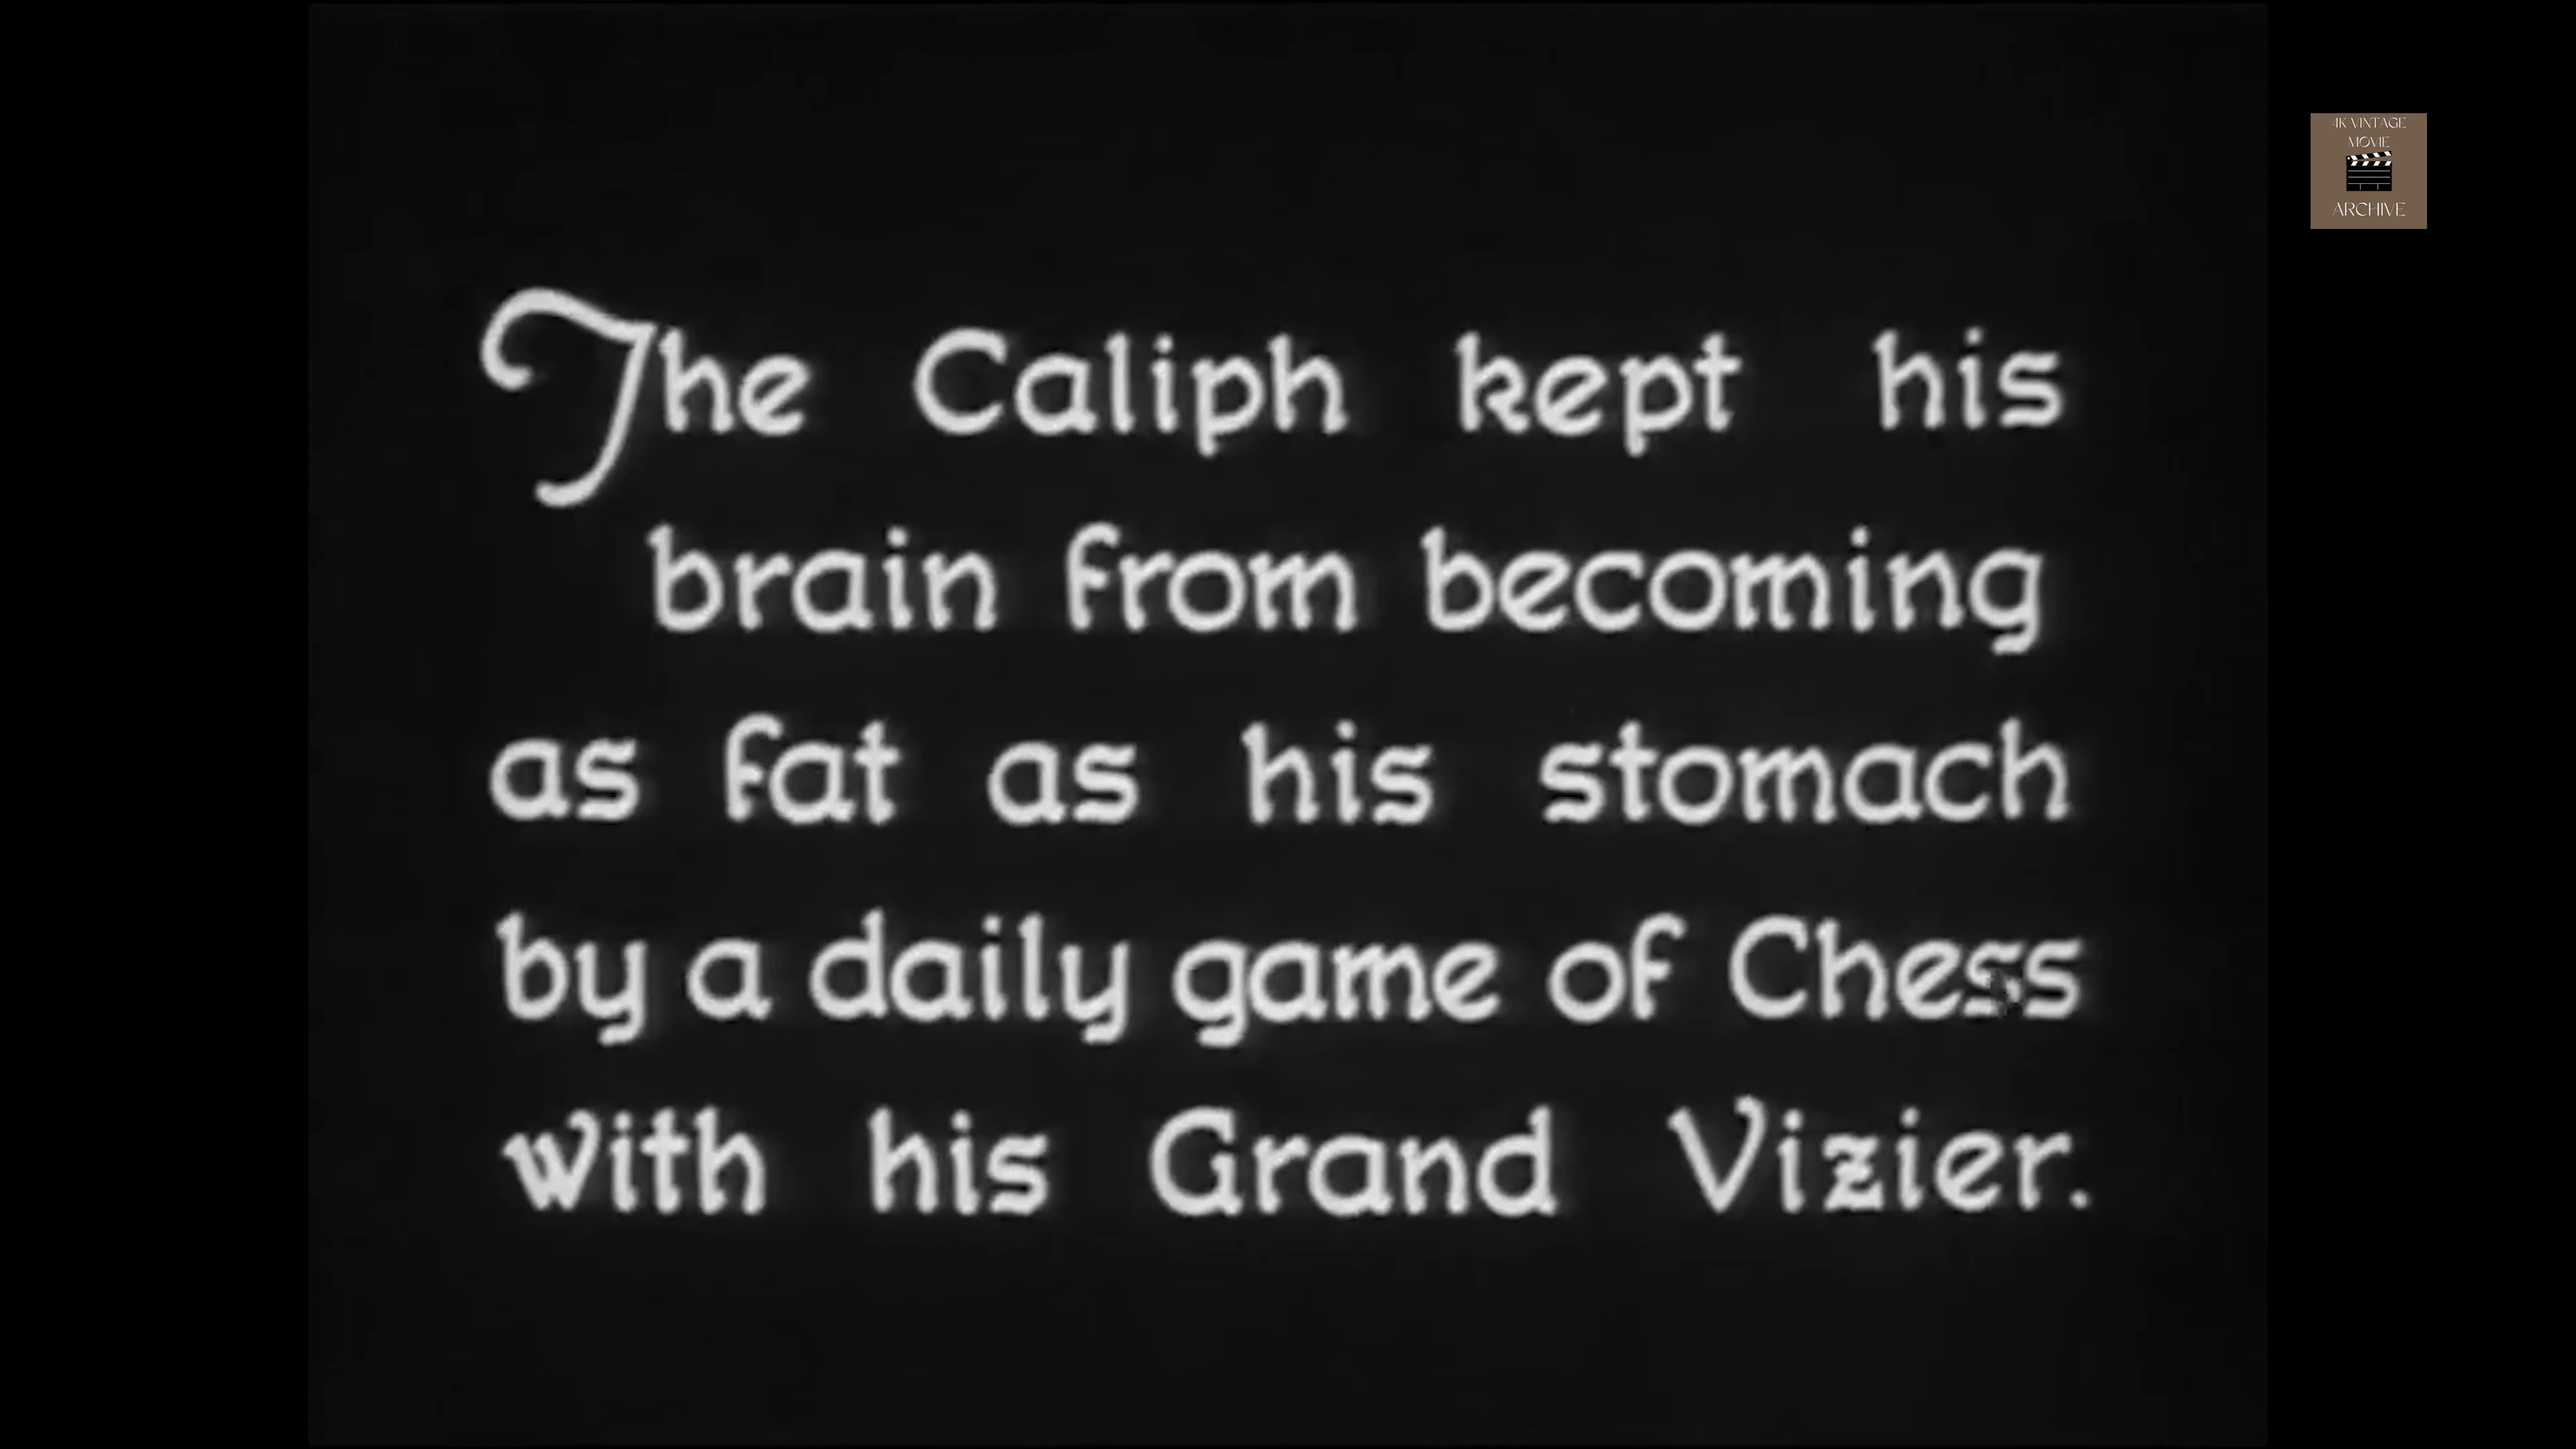 The Caliph kept his
brain from becoming
as fat as his stomach
by a daily game of Chess
with his Grand Vizier.
4K VINTAGE
MOVIE
ARCHIVE